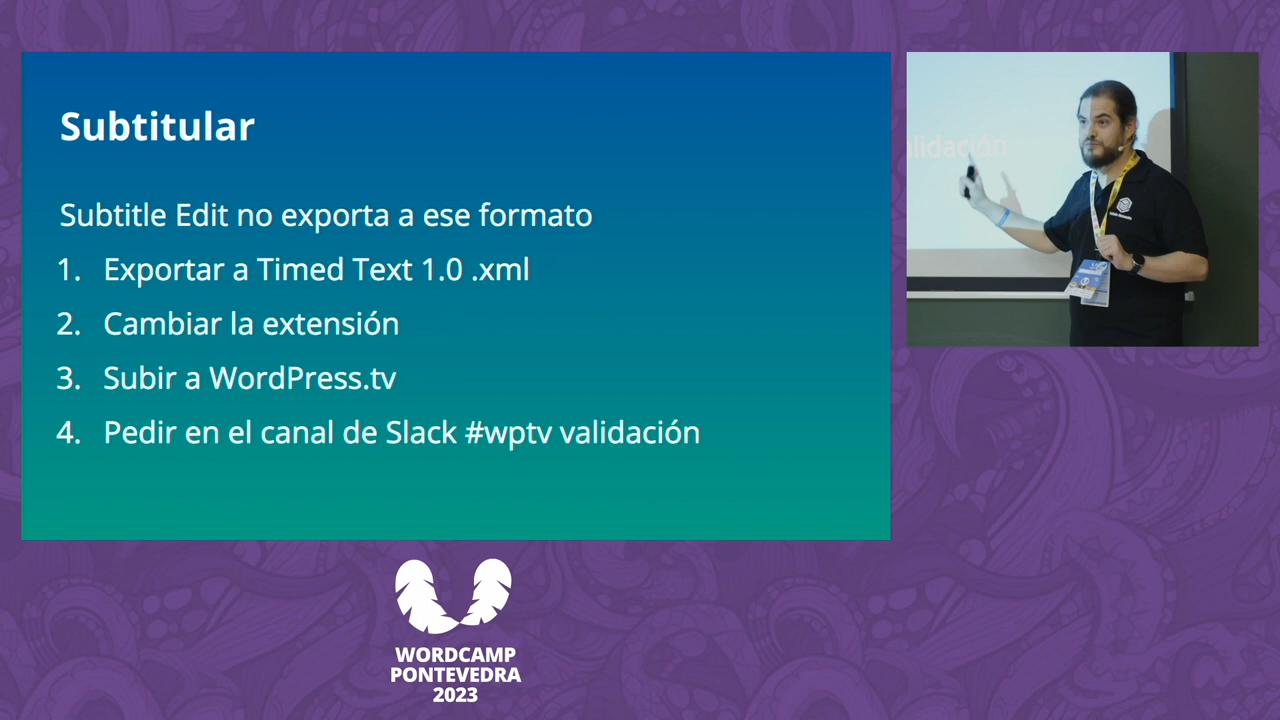 Subtitular
Subtitle Edit no exporta a ese formato
1. Exportar a Timed Text 1.0 .xml
2. Cambiar la extensión
3. Subir a WordPress.tv
4. Pedir en el canal de Slack #wptv validación
alidación
WORDCAMP
PONTEVEDRA
2023